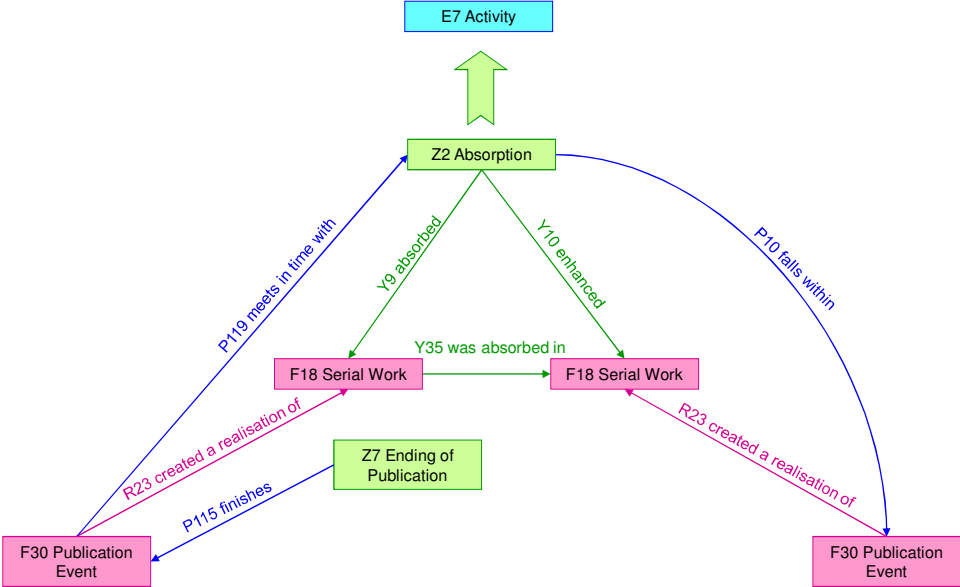 E7 Activity
Z2 Absorption
P119 meets in time with
Y9 absorbed
Y10 enhanced
P10 falls within
Y35 was absorbed in
F18 Serial Work
F18 Serial Work
R23 created a realisation of
R23 created a realisation of
Z7 Ending of
Publication
P115 finishes
F30 Publication
Event
F30 Publication
Event